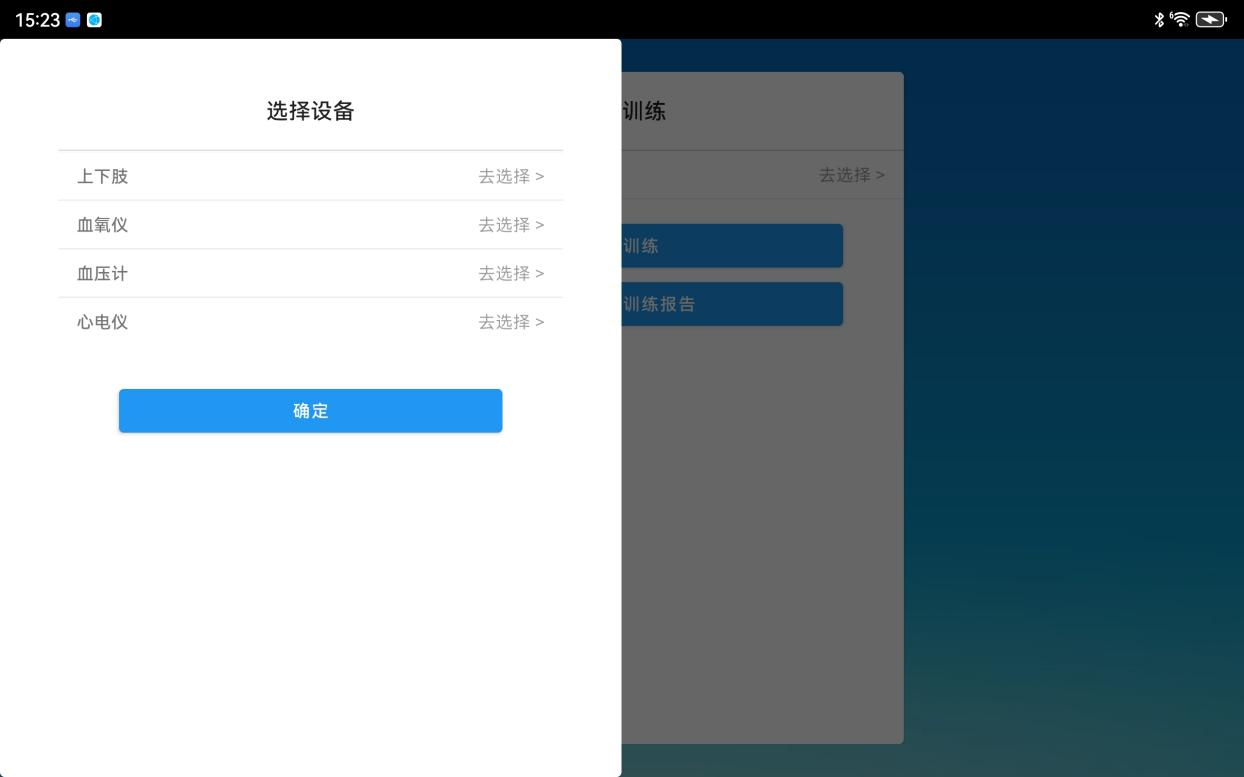 15:23
6
选择设备
上下肢 去选择 >
血氧仪 去选择 >
血压计 去选择 >
心电仪 去选择 >
确定
训练
去选择 >
训练
训练报告